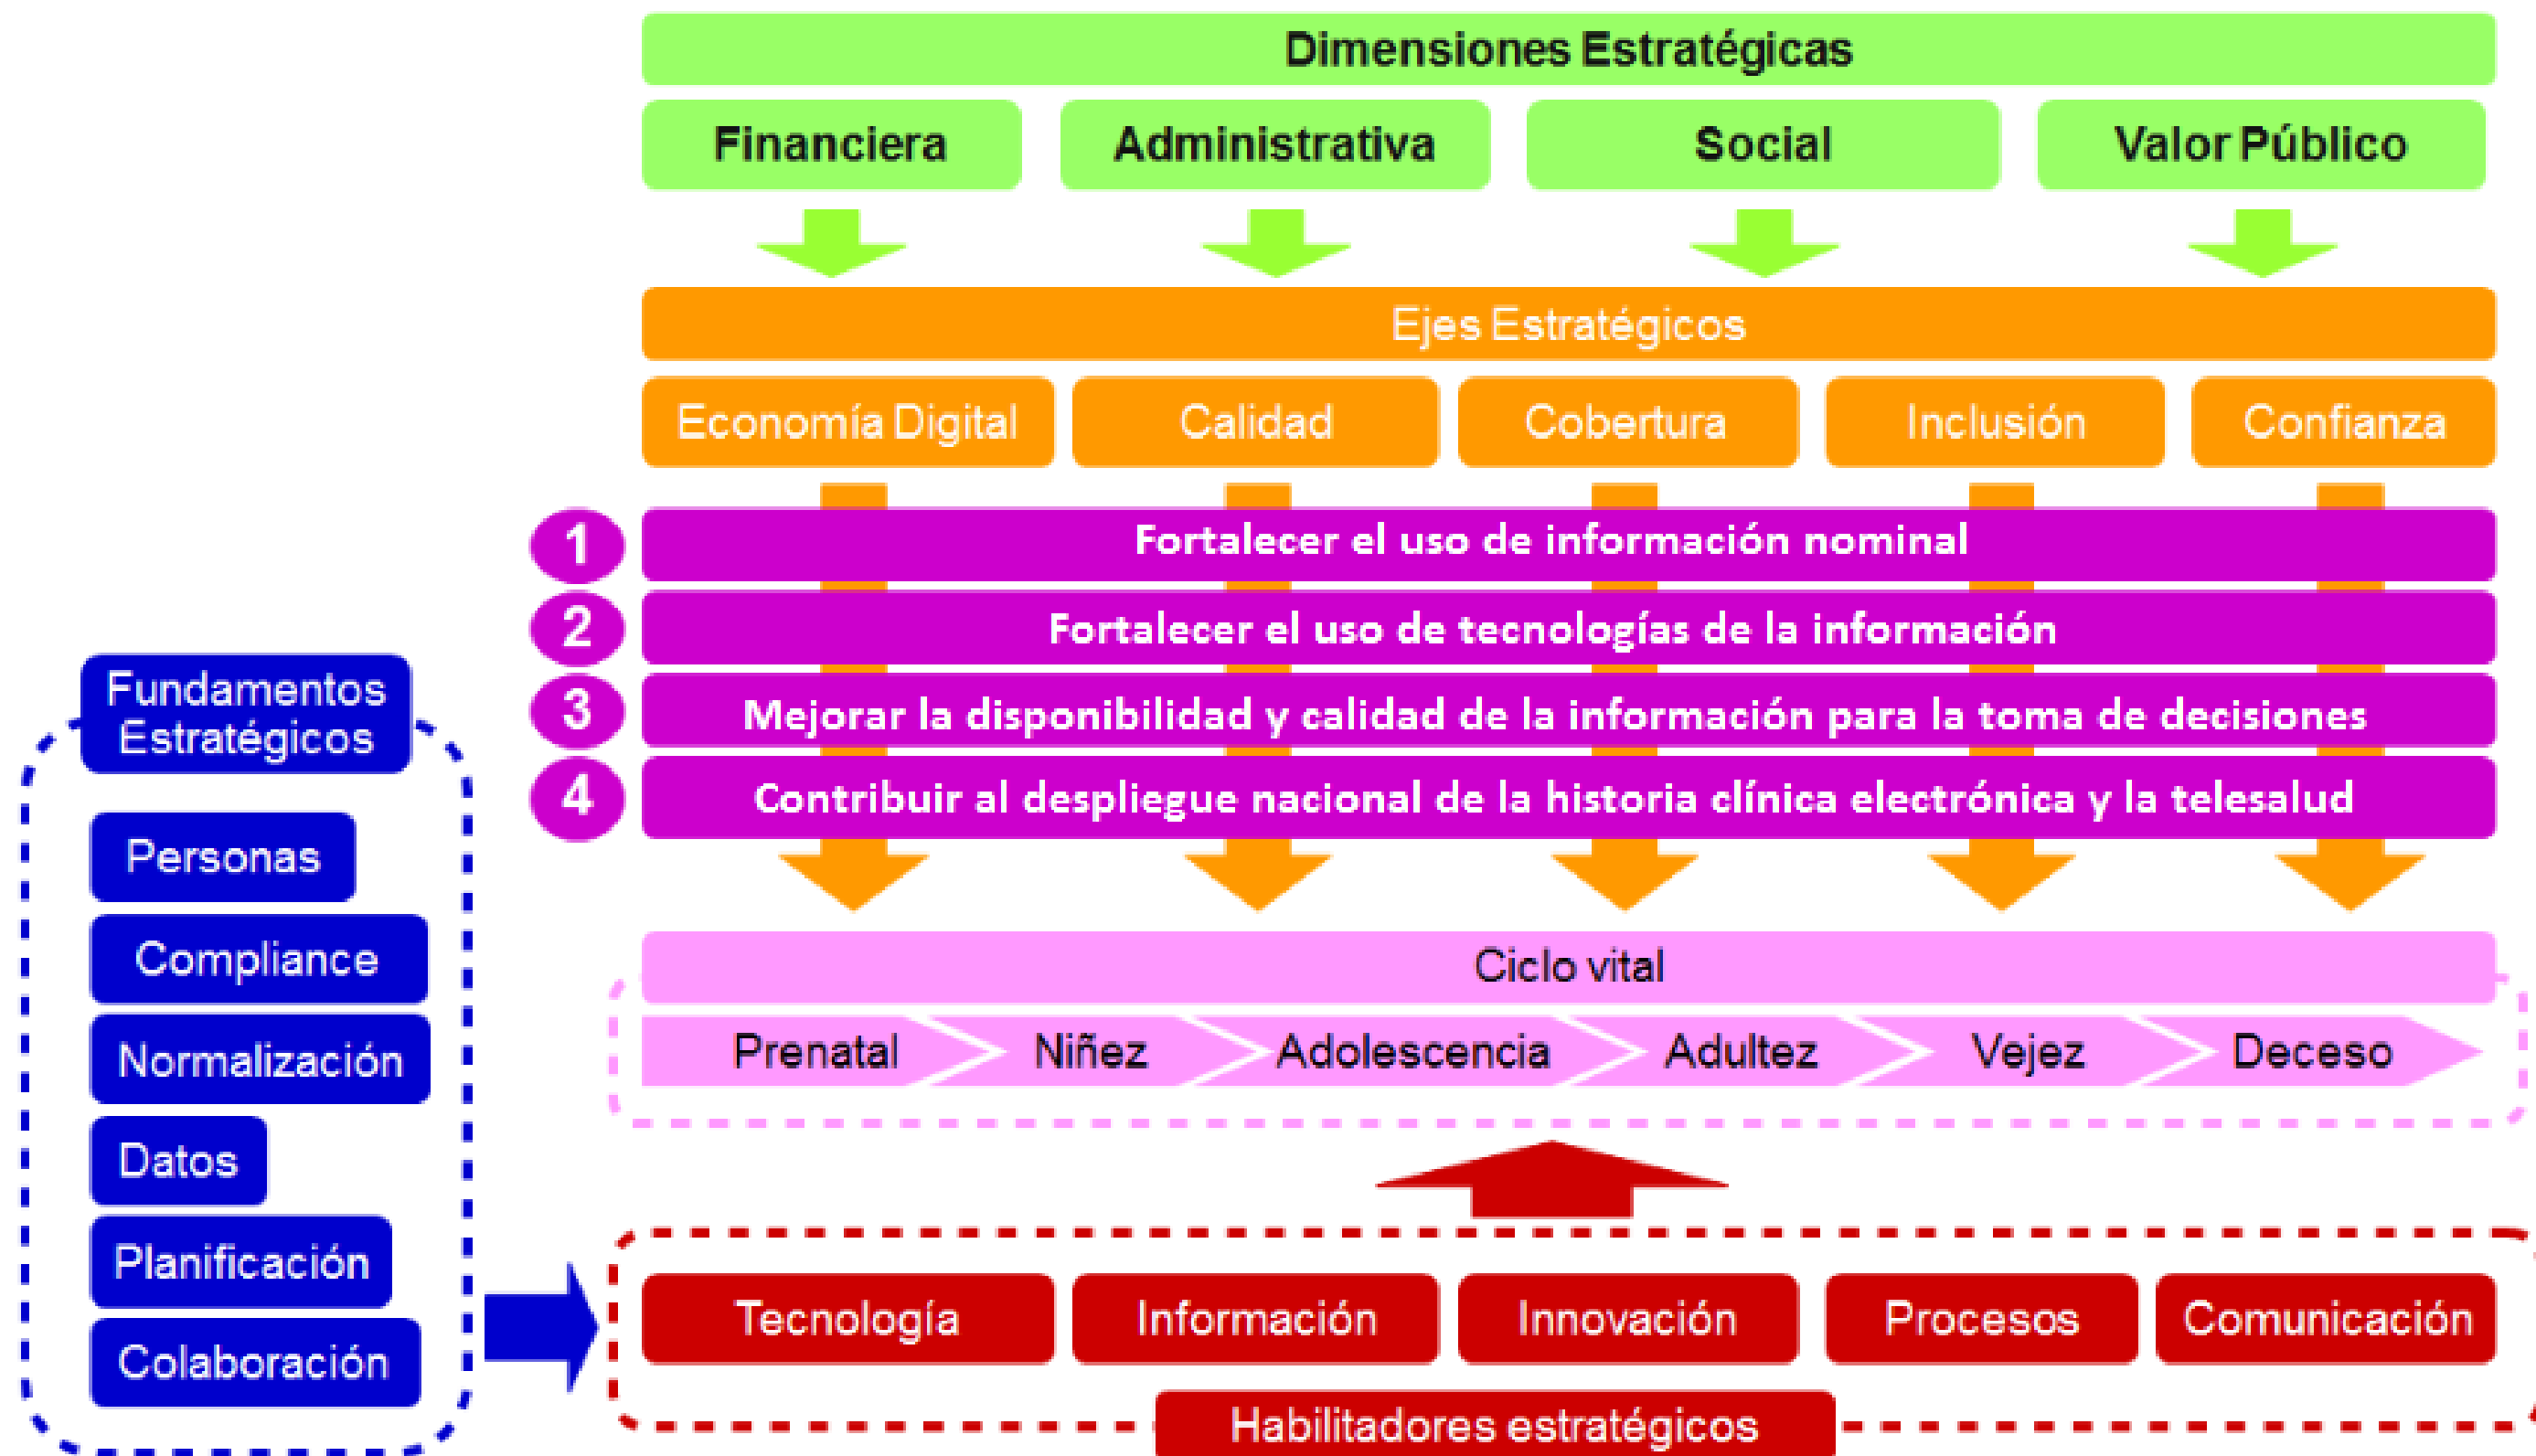 Dimensiones Estratégicas
Financiera
Administrativa
Social
Valor Público
Ejes Estratégicos
Economía Digital
Calidad
Cobertura
Inclusión
Confianza
1
Fortalecer el uso de información nominal
2
Fortalecer el uso de tecnologías de la información
3
Mejorar la disponibilidad y calidad de la información para la toma de decisiones
4
Contribuir al despliegue nacional de la historia clínica electrónica y la telesalud
Fundamentos
Estratégicos
Personas
Compliance
Normalización
Datos
Planificación
Colaboración
Ciclo vital
Prenatal
Niñez
Adolescencia
Adultez
Vejez
Deceso
Tecnología
Información
Innovación
Procesos
Comunicación
Habilitadores estratégicos